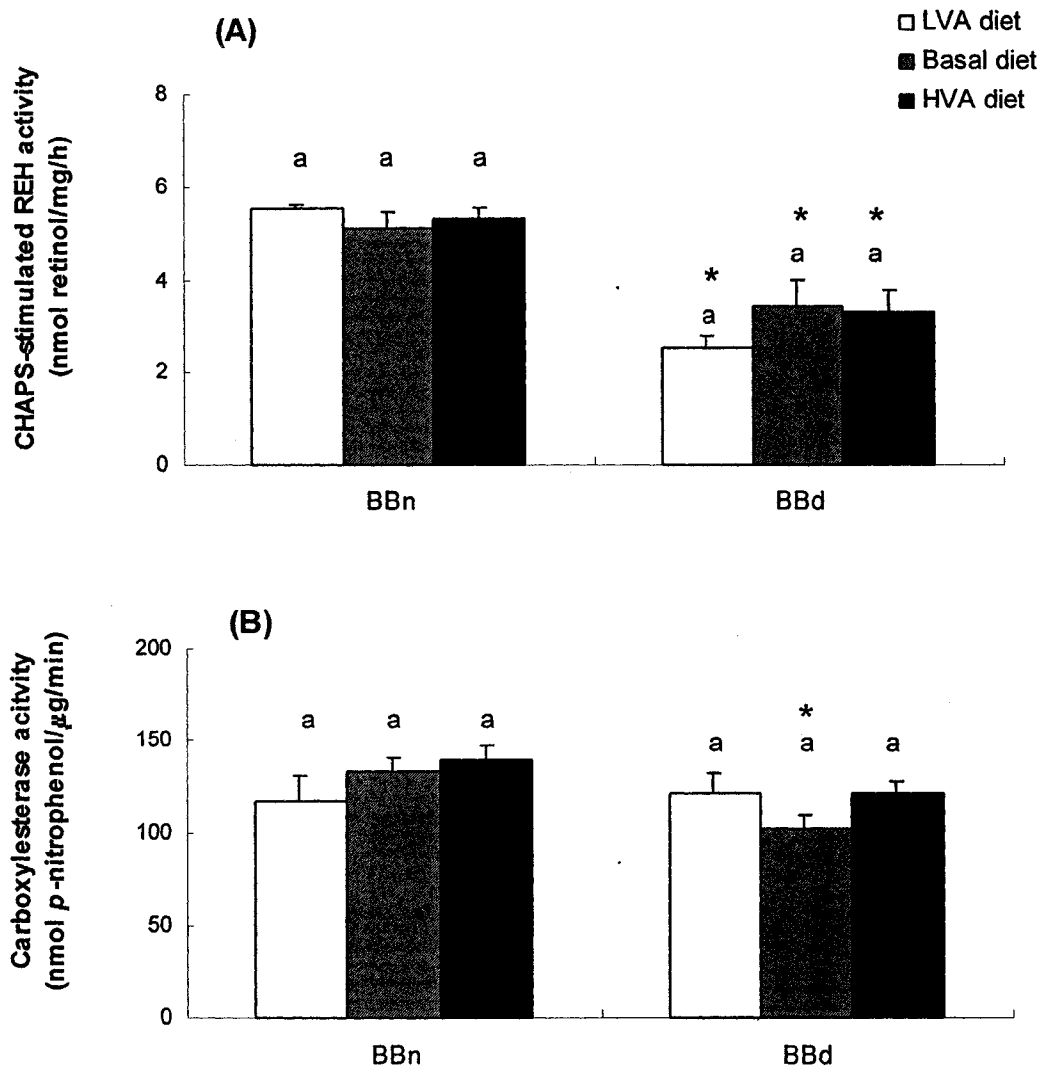 (A)
LVA diet
Basal diet
HVA diet
CHAPS-stimulated REH activity
(nmol retinol/mg/h)
8
6
4
2
0
a
a
a
*
a
*
a
*
a
BBn
BBd
(B)
Carboxylesterase acitvity
(nmol p-nitrophenol/μg/min)
200
150
100
50
0
a
a
a
a
*
a
a
BBn
BBd